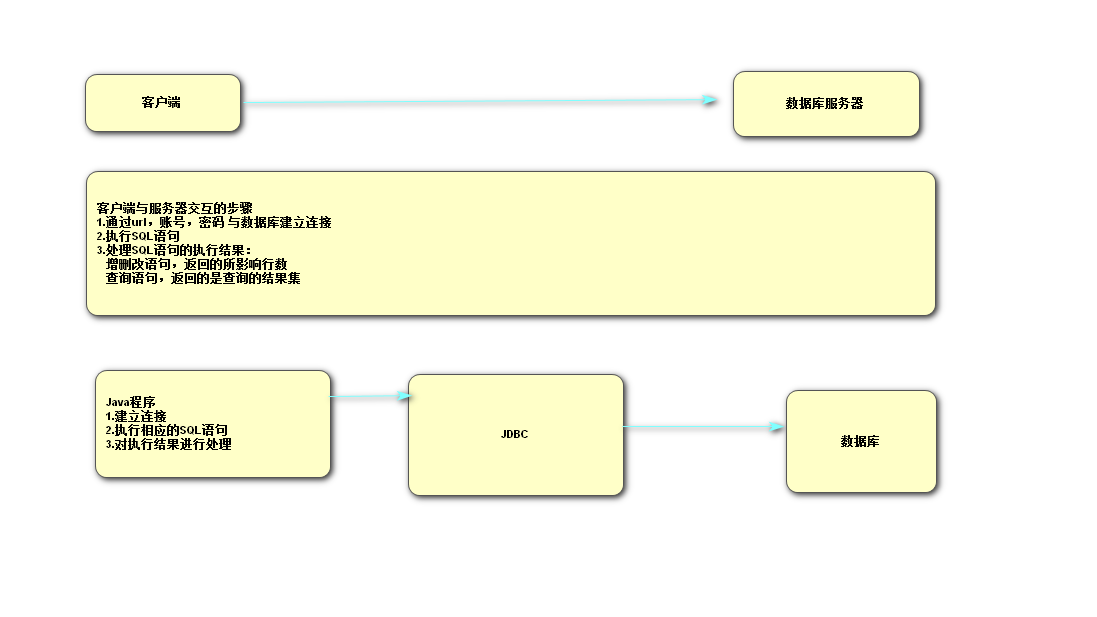 客户端
数据库服务器
客户端与服务器交互的步骤
1.通过url，账号，密码 与数据库建立连接
2.执行SQL语句
3.处理SQL语句的执行结果：
增删改语句，返回的所影响行数
查询语句，返回的是查询的结果集
Java程序
1.建立连接
2.执行相应的SQL语句
3.对执行结果进行处理
JDBC
数据库